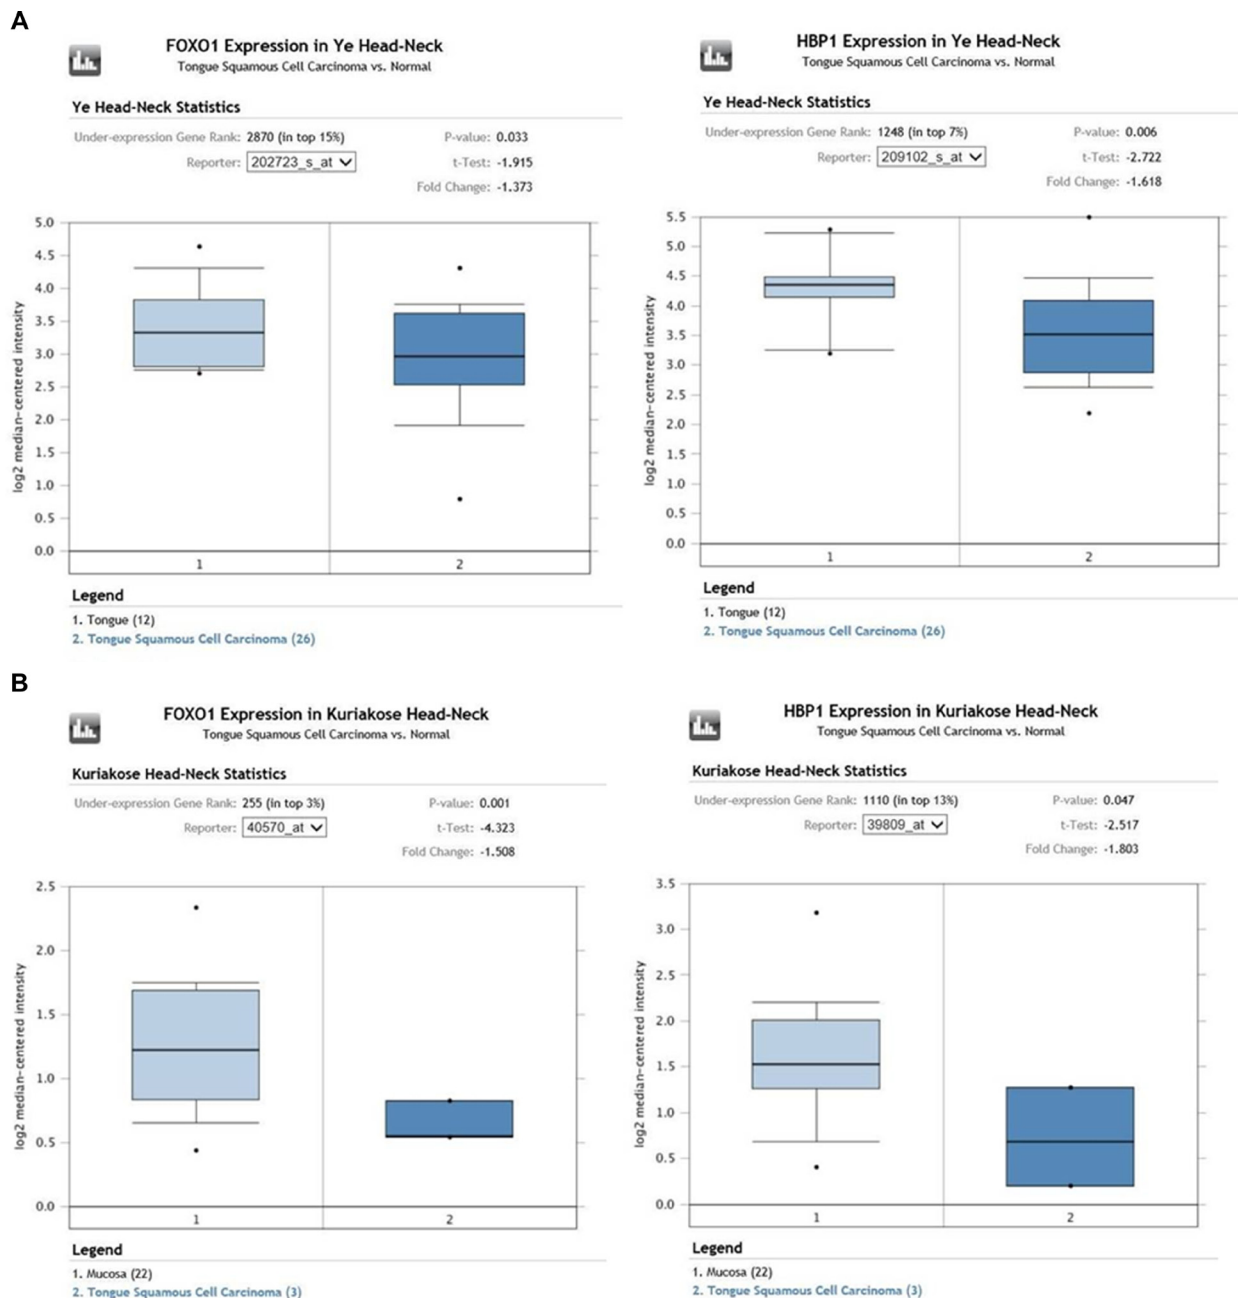 A
FOXO1 Expression in Ye Head-Neck
Tongue Squamous Cell Carcinoma vs. Normal
Ye Head-Neck Statistics
Under-expression Gene Rank: 2870 (in top 15%)
P-value: 0.033
Reporter: 202723_s_at
t-Test: -1.915
Fold Change: -1.373
log2 median-centered intensity
5.0
4.5
4.0
3.5
3.0
2.5
2.0
1.5
1.0
0.5
0.0
1
2
Legend
1. Tongue (12)
2. Tongue Squamous Cell Carcinoma (26)
HBP1 Expression in Ye Head-Neck
Tongue Squamous Cell Carcinoma vs. Normal
Ye Head-Neck Statistics
Under-expression Gene Rank: 1248 (in top 7%)
P-value: 0.006
Reporter: 209102_s_at
t-Test: -2.722
Fold Change: -1.618
log2 median-centered intensity
5.5
5.0
4.5
4.0
3.5
3.0
2.5
2.0
1.5
1.0
0.5
0.0
1
2
Legend
1. Tongue (12)
2. Tongue Squamous Cell Carcinoma (26)
B
FOXO1 Expression in Kuriakose Head-Neck
Tongue Squamous Cell Carcinoma vs. Normal
Kuriakose Head-Neck Statistics
Under-expression Gene Rank: 255 (in top 3%)
P-value: 0.001
Reporter: 40570_at
t-Test: -4.323
Fold Change: -1.508
log2 median-centered intensity
2.5
2.0
1.5
1.0
0.5
0.0
1
2
Legend
1. Mucosa (22)
2. Tongue Squamous Cell Carcinoma (3)
HBP1 Expression in Kuriakose Head-Neck
Tongue Squamous Cell Carcinoma vs. Normal
Kuriakose Head-Neck Statistics
Under-expression Gene Rank: 1110 (in top 13%)
P-value: 0.047
Reporter: 39809_at
t-Test: -2.517
Fold Change: -1.803
log2 median-centered intensity
3.5
3.0
2.5
2.0
1.5
1.0
0.5
0.0
1
2
Legend
1. Mucosa (22)
2. Tongue Squamous Cell Carcinoma (3)